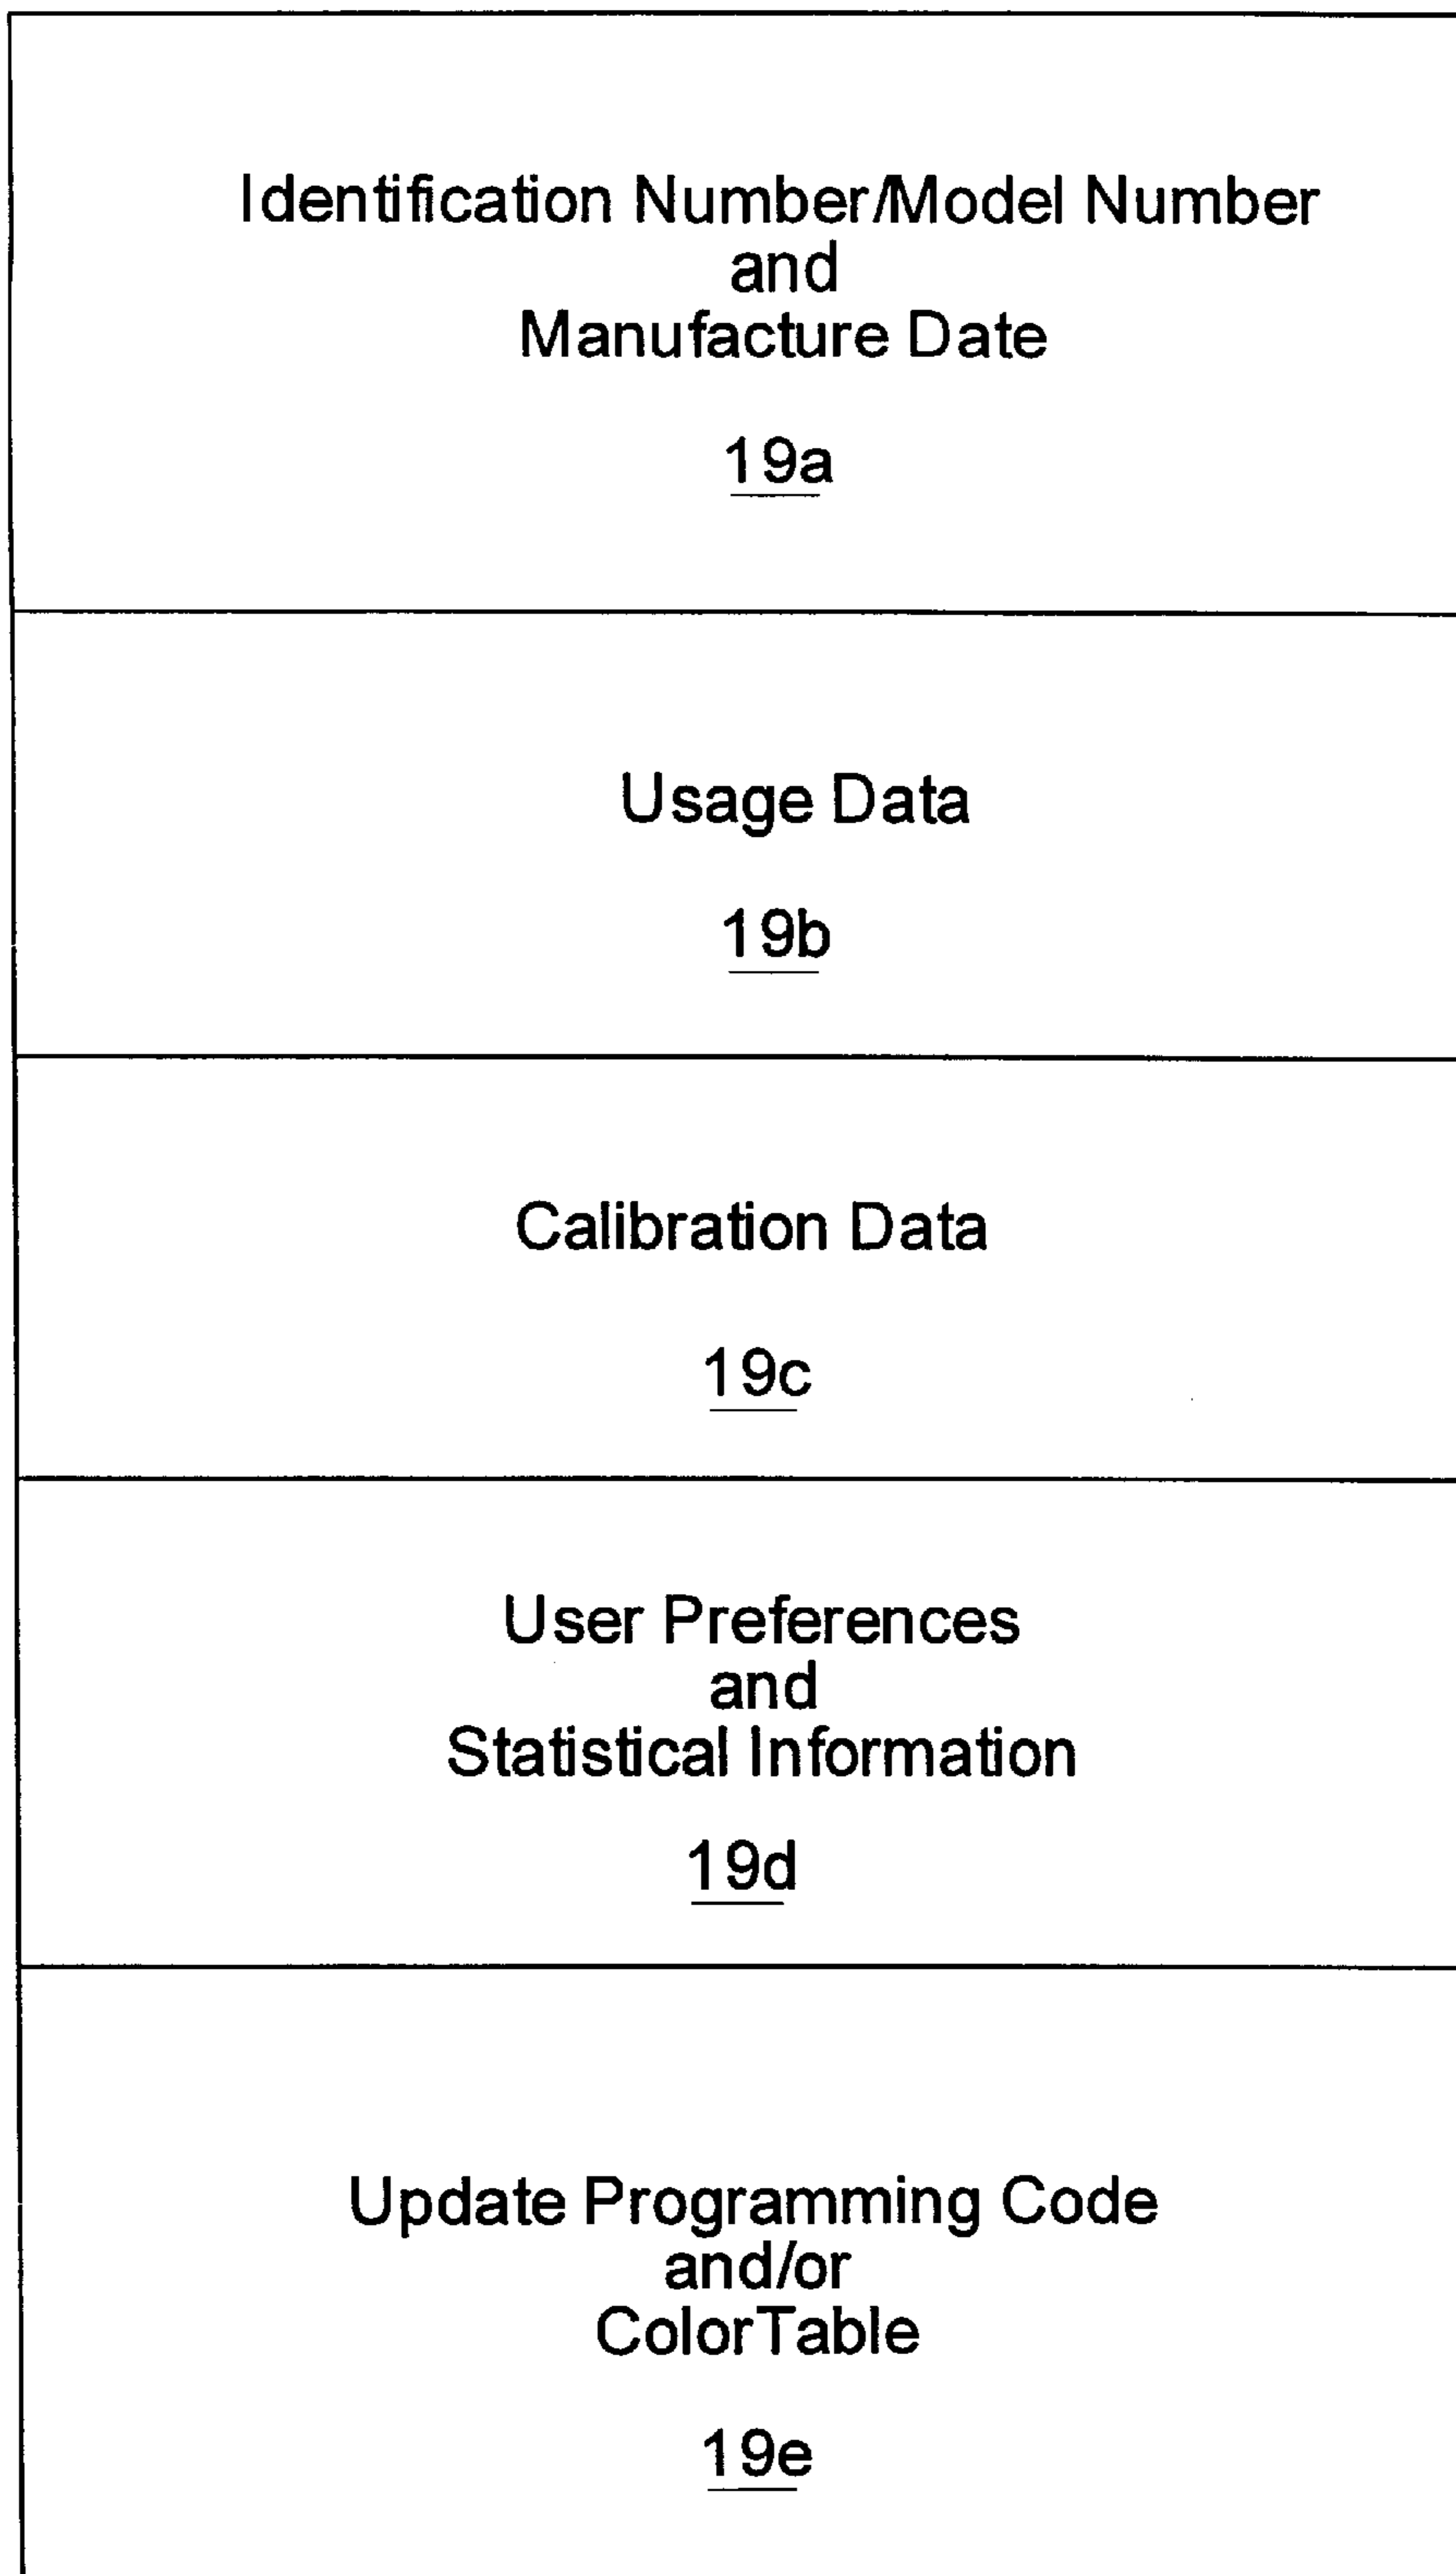 Identification Number/Model Number
and
Manufacture Date
19a
Usage Data
19b
Calibration Data
19c
User Preferences
and
Statistical Information
19d
Update Programming Code
and/or
ColorTable
19e